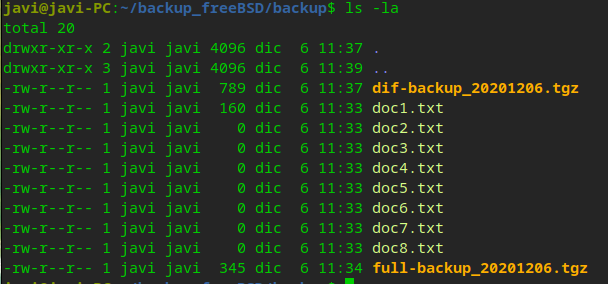 javi@javi-PC:~/backup_freeBSD/backup$ ls -la
total 20
drwxr-xr-x 2 javi javi 4096 dic  6 11:37 .
drwxr-xr-x 3 javi javi 4096 dic  6 11:39 ..
-rw-r--r-- 1 javi javi  789 dic  6 11:37 dif-backup_20201206.tgz
-rw-r--r-- 1 javi javi  160 dic  6 11:33 doc1.txt
-rw-r--r-- 1 javi javi    0 dic  6 11:33 doc2.txt
-rw-r--r-- 1 javi javi    0 dic  6 11:33 doc3.txt
-rw-r--r-- 1 javi javi    0 dic  6 11:33 doc4.txt
-rw-r--r-- 1 javi javi    0 dic  6 11:33 doc5.txt
-rw-r--r-- 1 javi javi    0 dic  6 11:33 doc6.txt
-rw-r--r-- 1 javi javi    0 dic  6 11:33 doc7.txt
-rw-r--r-- 1 javi javi    0 dic  6 11:33 doc8.txt
-rw-r--r-- 1 javi javi  345 dic  6 11:34 full-backup_20201206.tgz